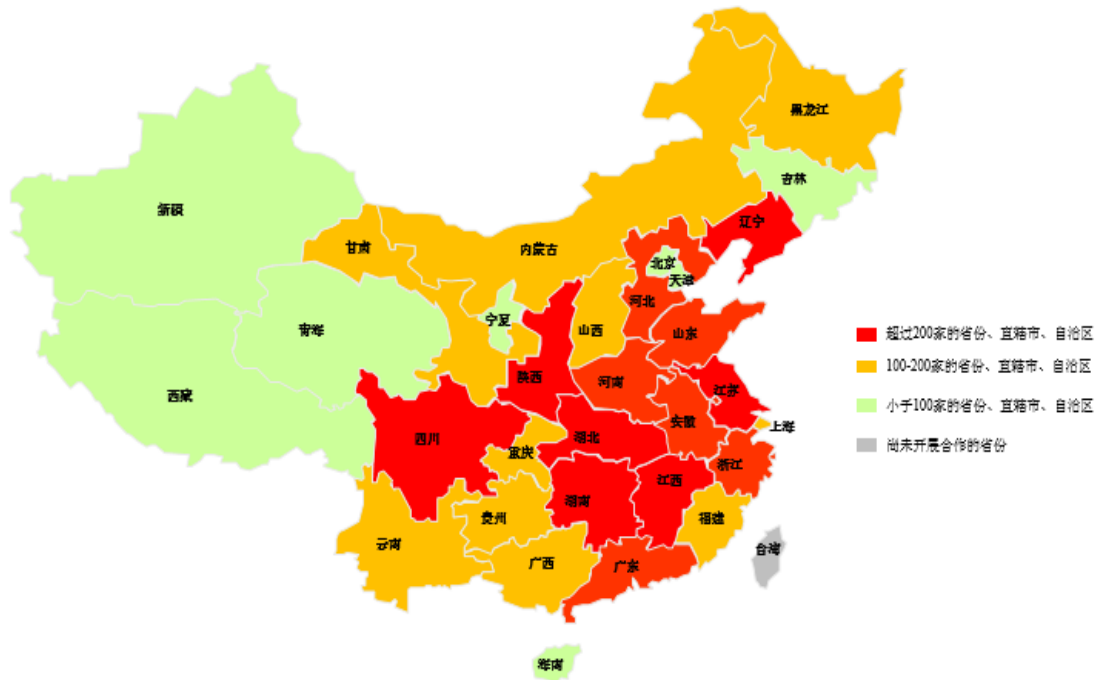 黑龙江
吉林
新疆
辽宁
甘肃
内蒙古
北京
天津
河北
宁夏
山西
青海
山东
陕西
河南
江苏
西藏
安徽
上海
四川
湖北
重庆
浙江
江西
湖南
贵州
福建
云南
广西
广东
台湾
海南
超过200家的省份、直辖市、自治区
100-200家的省份、直辖市、自治区
小于100家的省份、直辖市、自治区
尚未开展合作的省份